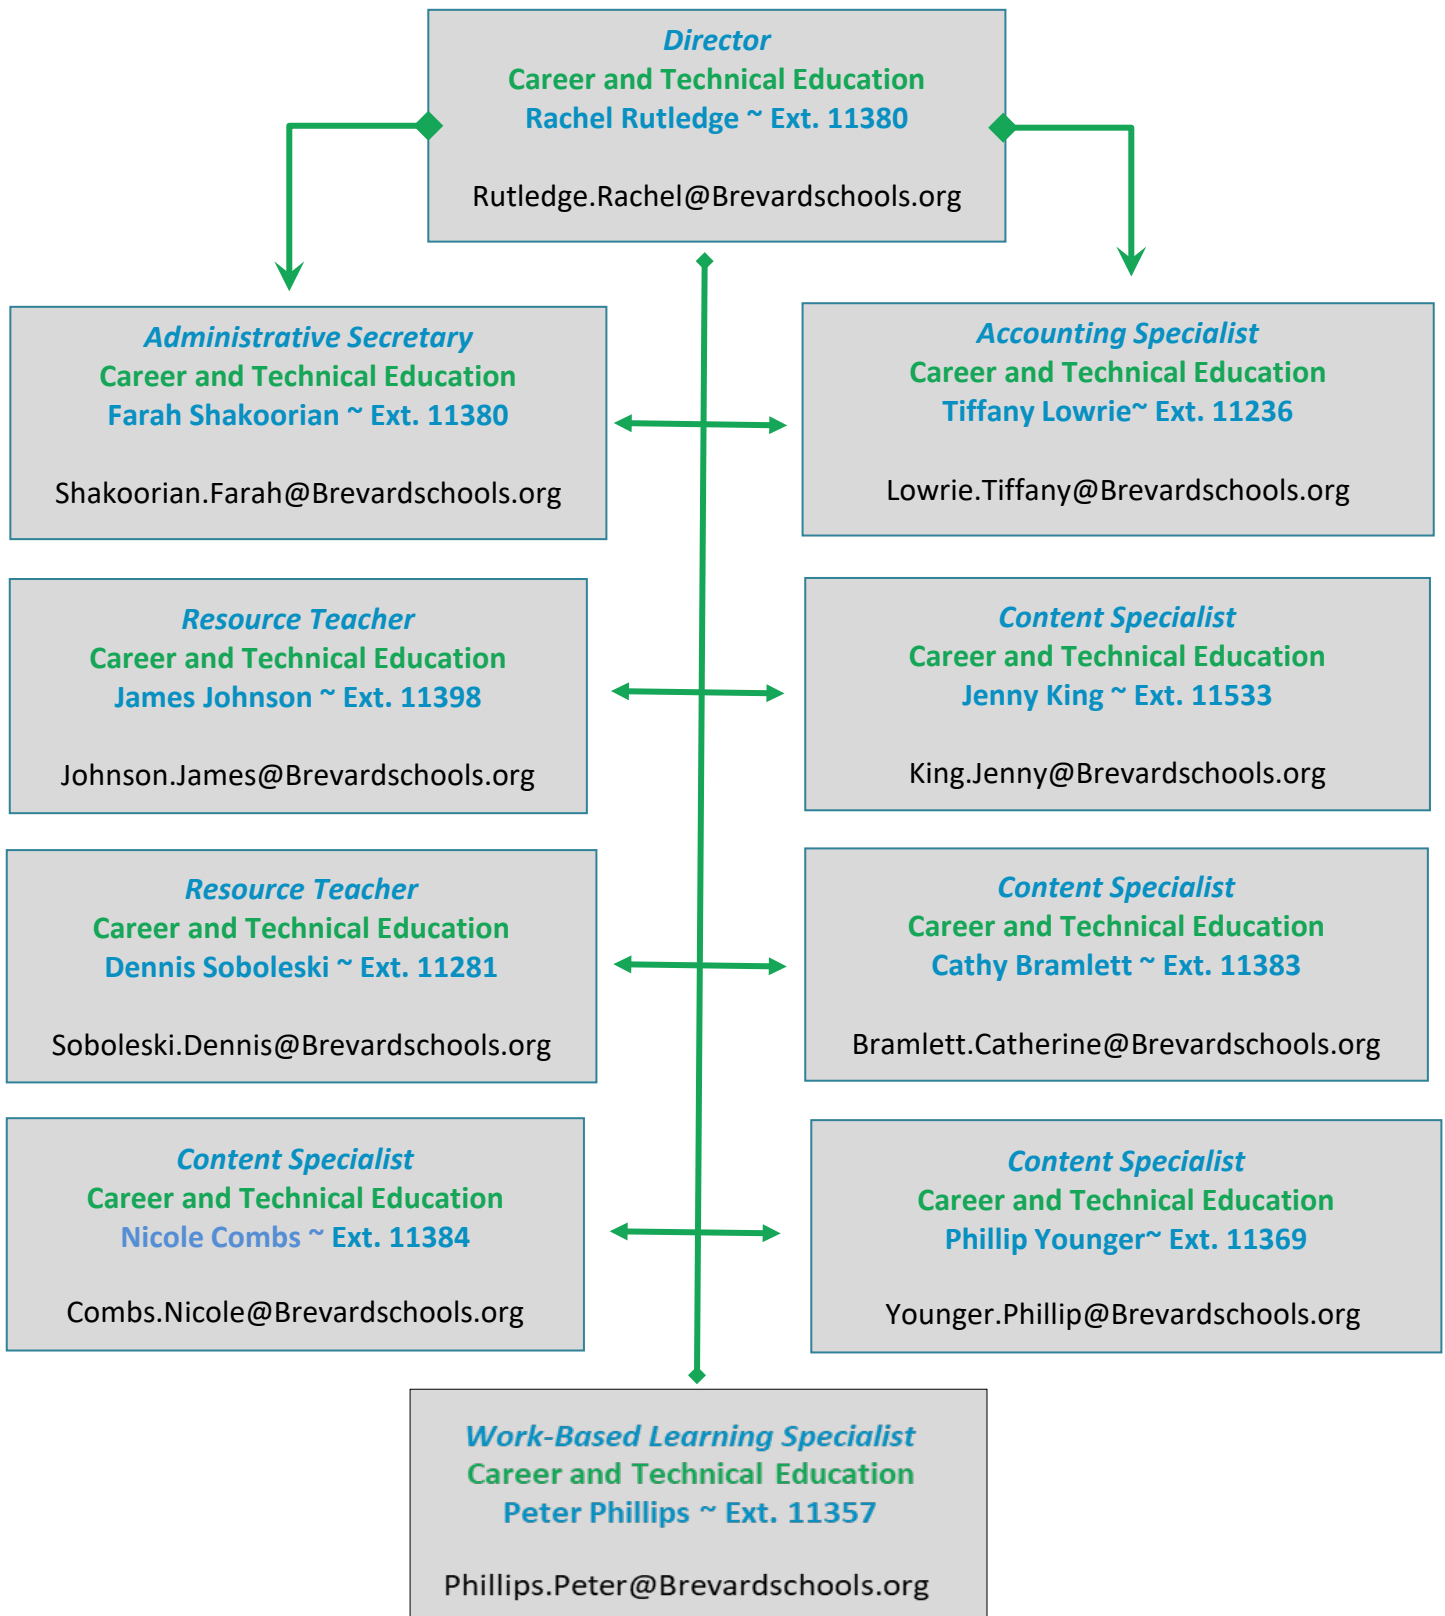 Director
Career and Technical Education
Rachel Rutledge ~ Ext. 11380
Rutledge.Rachel@Brevardschools.org
Administrative Secretary
Career and Technical Education
Farah Shakoorian ~ Ext. 11380
Shakoorian.Farah@Brevardschools.org
Accounting Specialist
Career and Technical Education
Tiffany Lowrie~ Ext. 11236
Lowrie.Tiffany@Brevardschools.org
Resource Teacher
Career and Technical Education
James Johnson ~ Ext. 11398
Johnson.James@Brevardschools.org
Content Specialist
Career and Technical Education
Jenny King ~ Ext. 11533
King.Jenny@Brevardschools.org
Resource Teacher
Career and Technical Education
Dennis Soboleski ~ Ext. 11281
Soboleski.Dennis@Brevardschools.org
Content Specialist
Career and Technical Education
Cathy Bramlett ~ Ext. 11383
Bramlett.Catherine@Brevardschools.org
Content Specialist
Career and Technical Education
Nicole Combs ~ Ext. 11384
Combs.Nicole@Brevardschools.org
Content Specialist
Career and Technical Education
Phillip Younger~ Ext. 11369
Younger.Phillip@Brevardschools.org
Work-Based Learning Specialist
Career and Technical Education
Peter Phillips ~ Ext. 11357
Phillips.Peter@Brevardschools.org